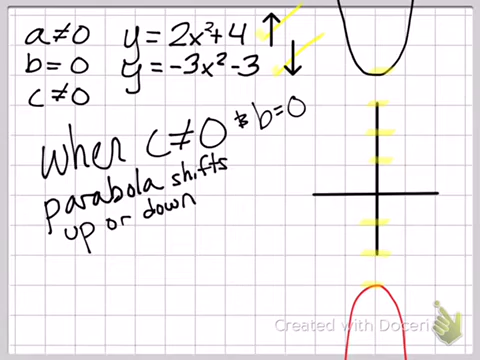 a≠0 y = 2x²+4 ↑
b = 0 y = -3x²-3 ↓
c ≠0
when c≠0 & b=0
parabola shifts
up or down
Created with Doceri